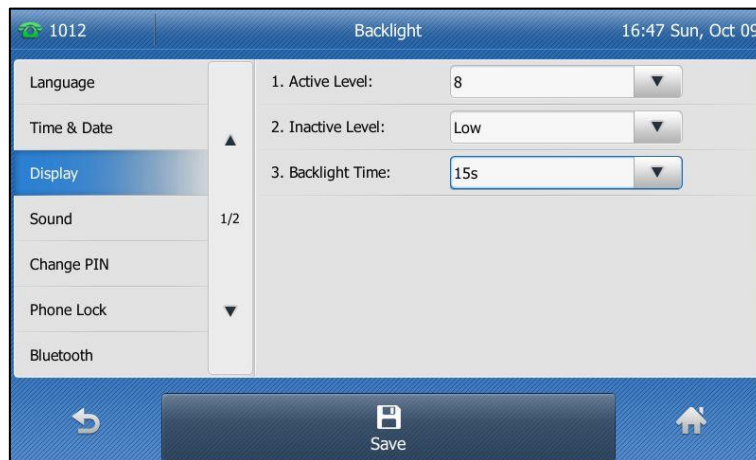 1012 Backlight 16:47 Sun, Oct 09
Language
Time & Date
Display
Sound
Change PIN
Phone Lock
Bluetooth
1/2
1. Active Level: 8
2. Inactive Level: Low
3. Backlight Time: 15s
Save